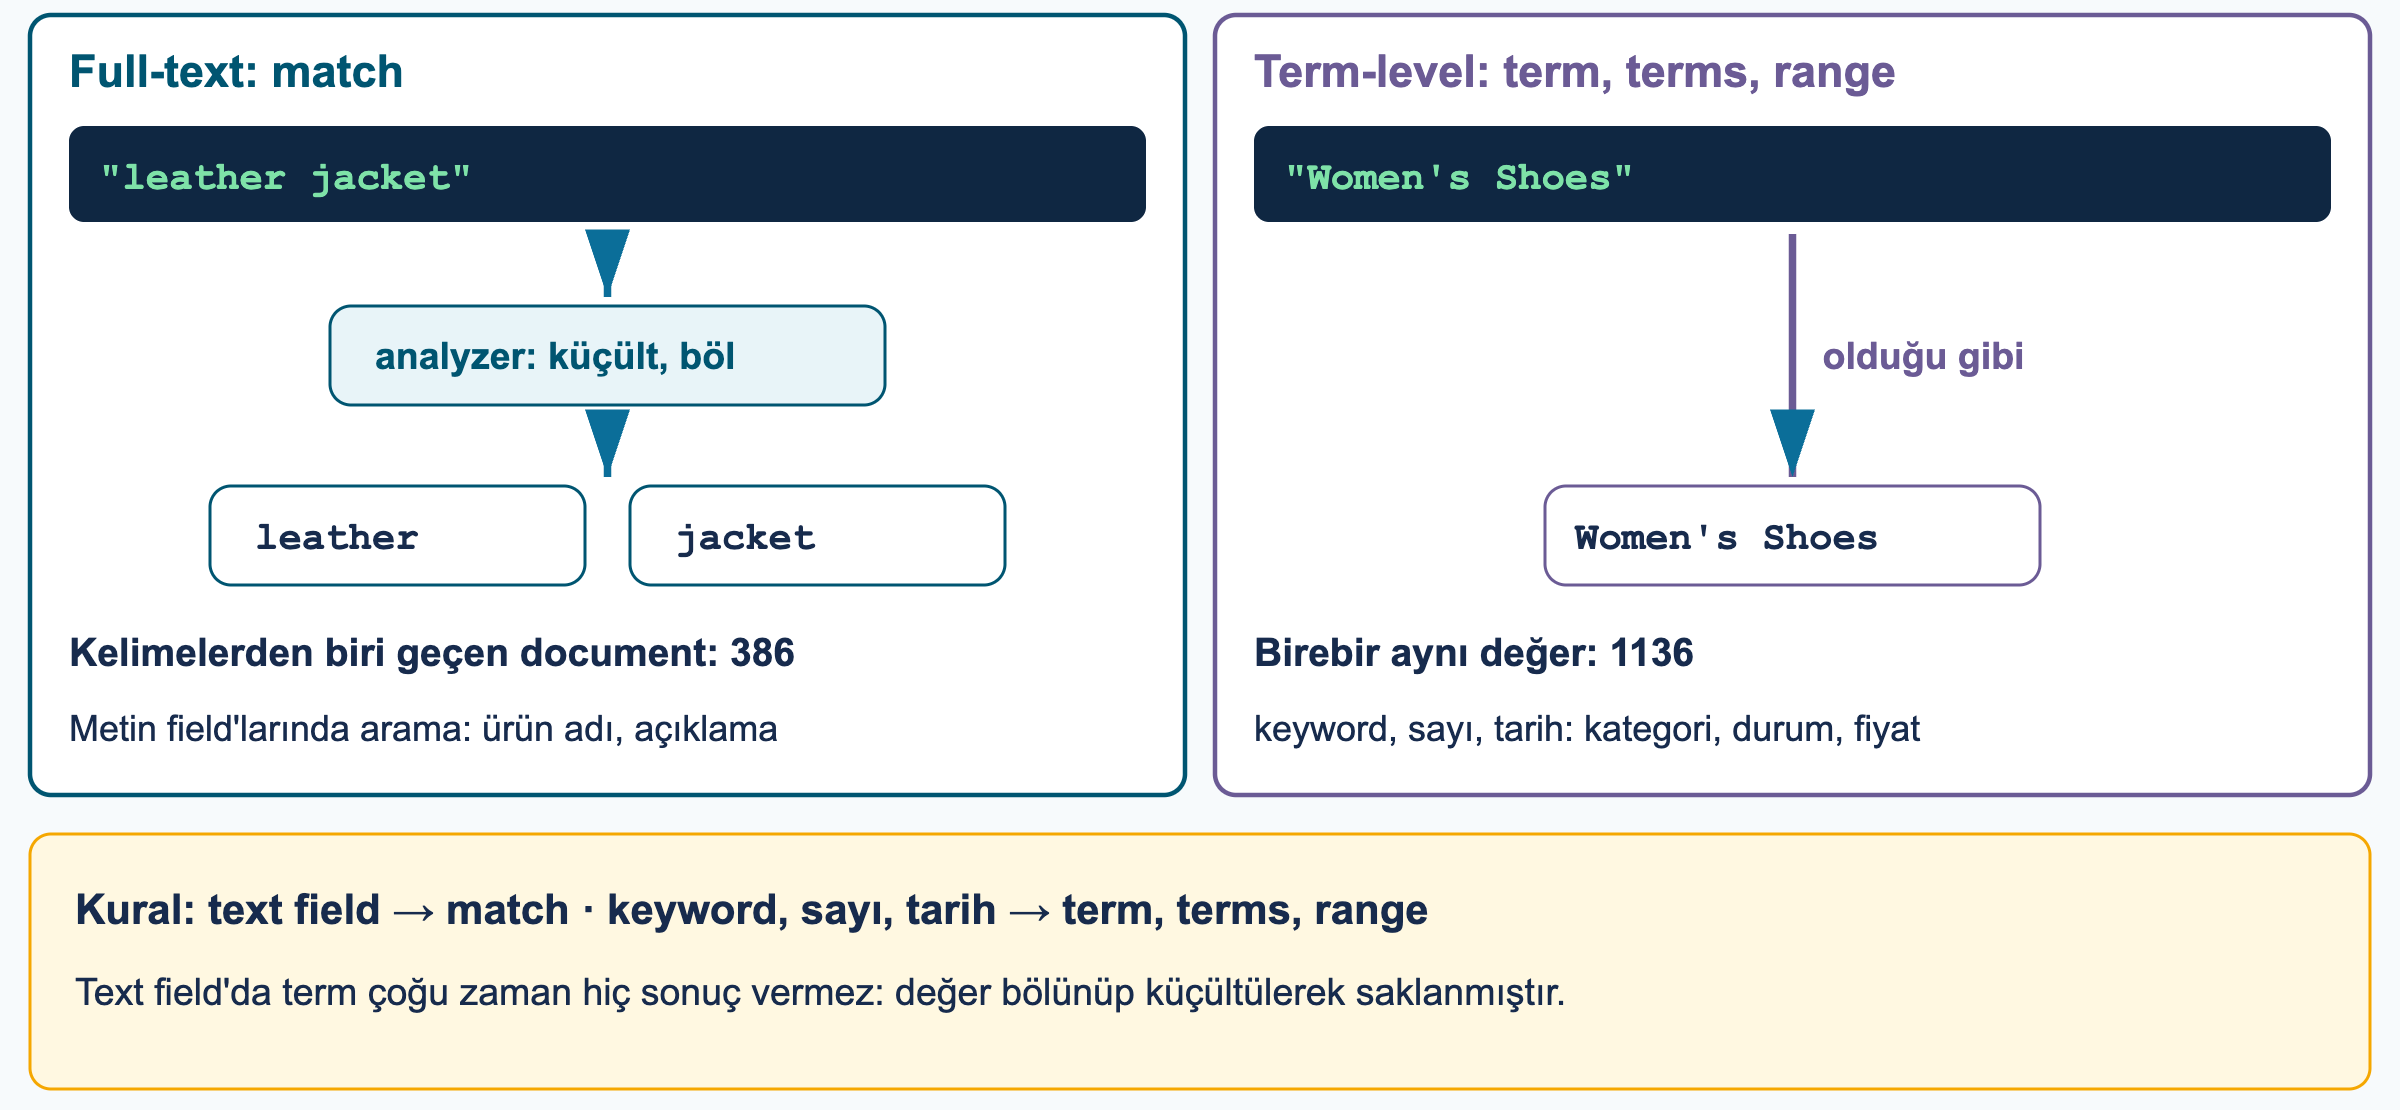 Full-text: match
"leather jacket"
analyzer: küçült, böl
leather
jacket
Kelimelerden biri geçen document: 386
Metin field'larında arama: ürün adı, açıklama
Term-level: term, terms, range
"Women's Shoes"
olduğu gibi
Women's Shoes
Birebir aynı değer: 1136
keyword, sayı, tarih: kategori, durum, fiyat
Kural: text field → match · keyword, sayı, tarih → term, terms, range
Text field'da term çoğu zaman hiç sonuç vermez: değer bölünüp küçültülerek saklanmıştır.